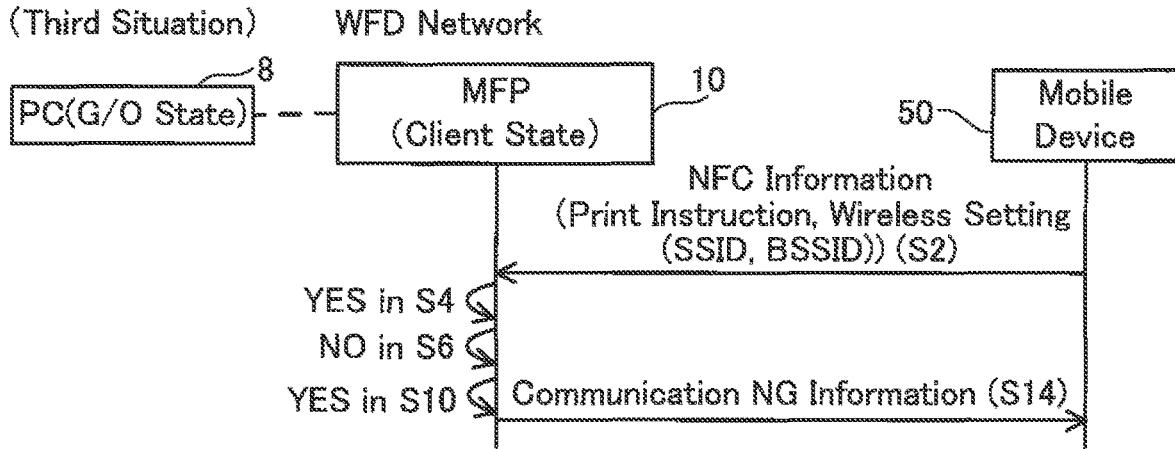 (Third Situation) WFD Network
8
PC(G/O State)
MFP
(Client State)
10
50
Mobile
Device
NFC Information
(Print Instruction, Wireless Setting
(SSID, BSSID)) (S2)
YES in S4
NO in S6
YES in S10
Communication NG Information (S14)